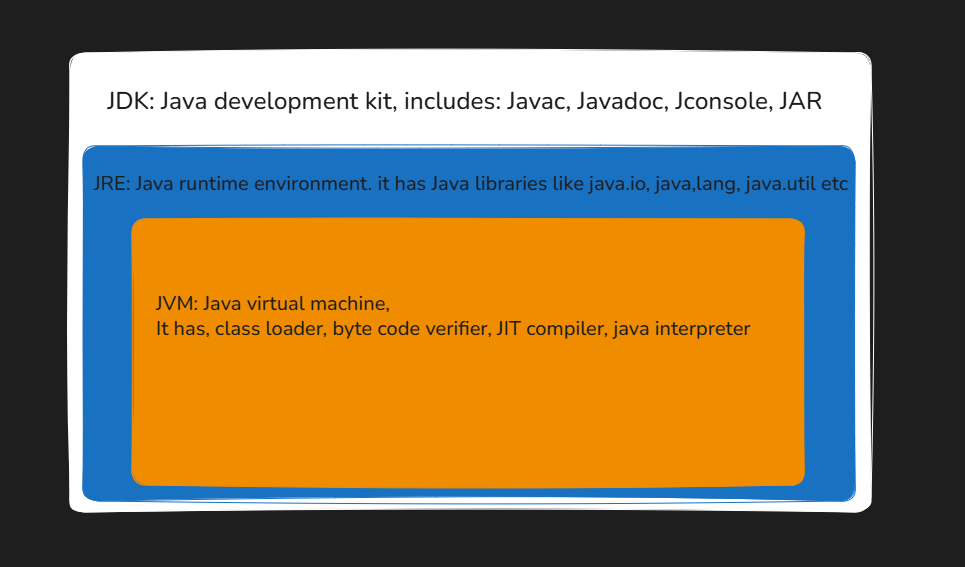 JDK: Java development kit, includes: Javac, Javadoc, Jconsole, JAR
JRE: Java runtime environment. it has Java libraries like java.io, java,lang, java.util etc
JVM: Java virtual machine,
It has, class loader, byte code verifier, JIT compiler, java interpreter